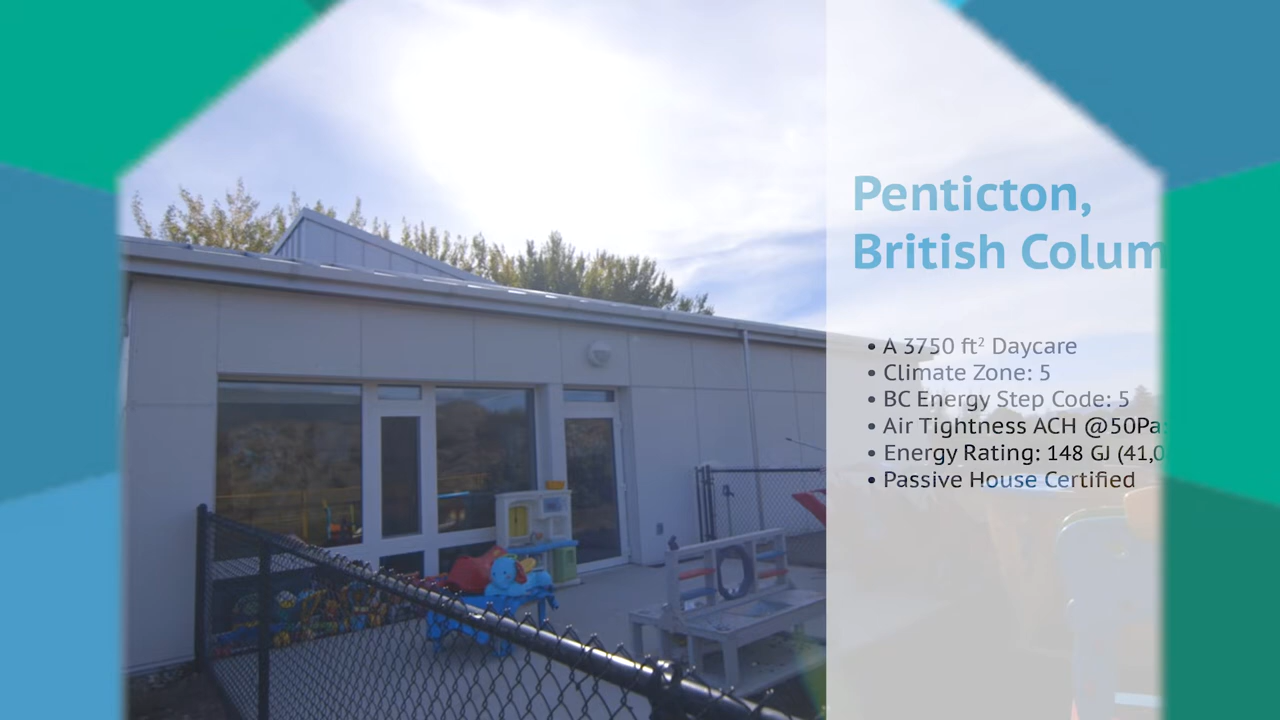 Penticton,
British Colum
• A 3750 ft² Daycare
• Climate Zone: 5
• BC Energy Step Code: 5
• Air Tightness ACH @50Pa:
• Energy Rating: 148 GJ (41,0
• Passive House Certified